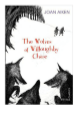 JOAN AIKEN
The Wolves
of Willoughby
Chase